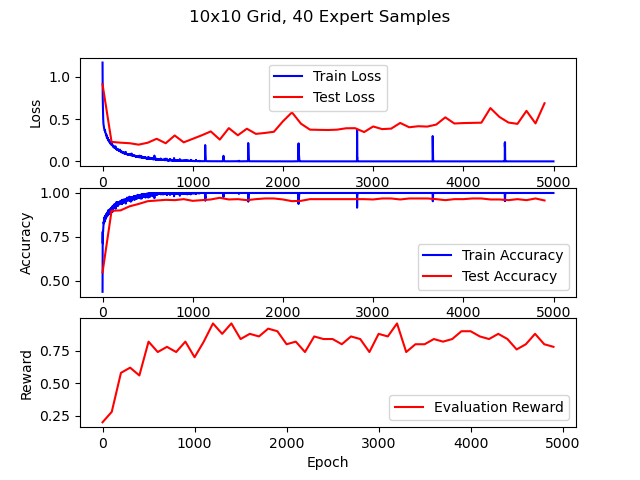 10x10 Grid, 40 Expert Samples
1.0
0.5
0.0
Loss
Train Loss
Test Loss
0 1000 2000 3000 4000 5000
1.00
0.75
0.50
Accuracy
Train Accuracy
Test Accuracy
0 1000 2000 3000 4000 5000
0.75
0.50
0.25
Reward
Evaluation Reward
0 1000 2000 3000 4000 5000
Epoch